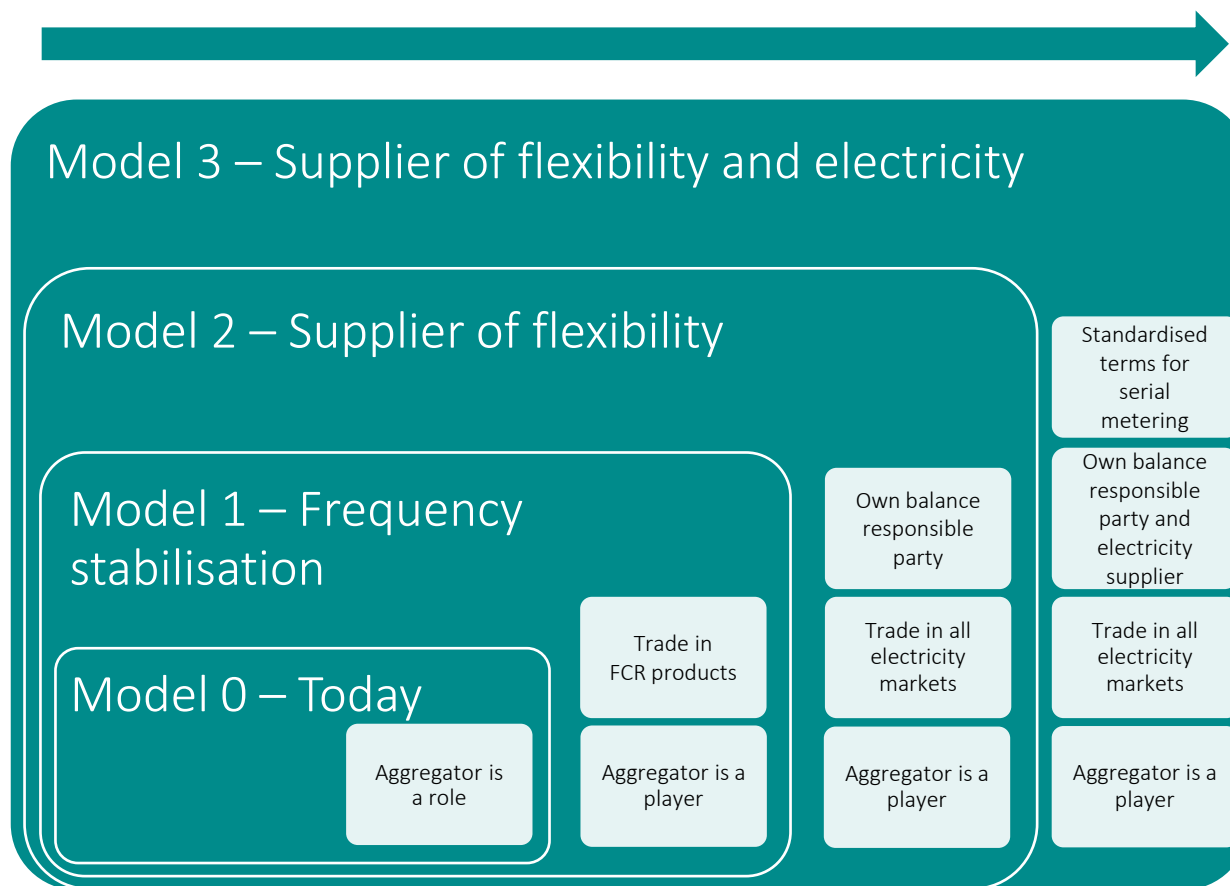 Model 3 – Supplier of flexibility and electricity
Model 2 – Supplier of flexibility
Model 1 – Frequency
stabilisation
Model 0 – Today
Aggregator is
a role
Trade in
FCR products
Aggregator is a
player
Own balance
responsible
party
Trade in all
electricity
markets
Aggregator is a
player
Standardised
terms for
serial
metering
Own balance
responsible
party and
electricity
supplier
Trade in all
electricity
markets
Aggregator is a
player